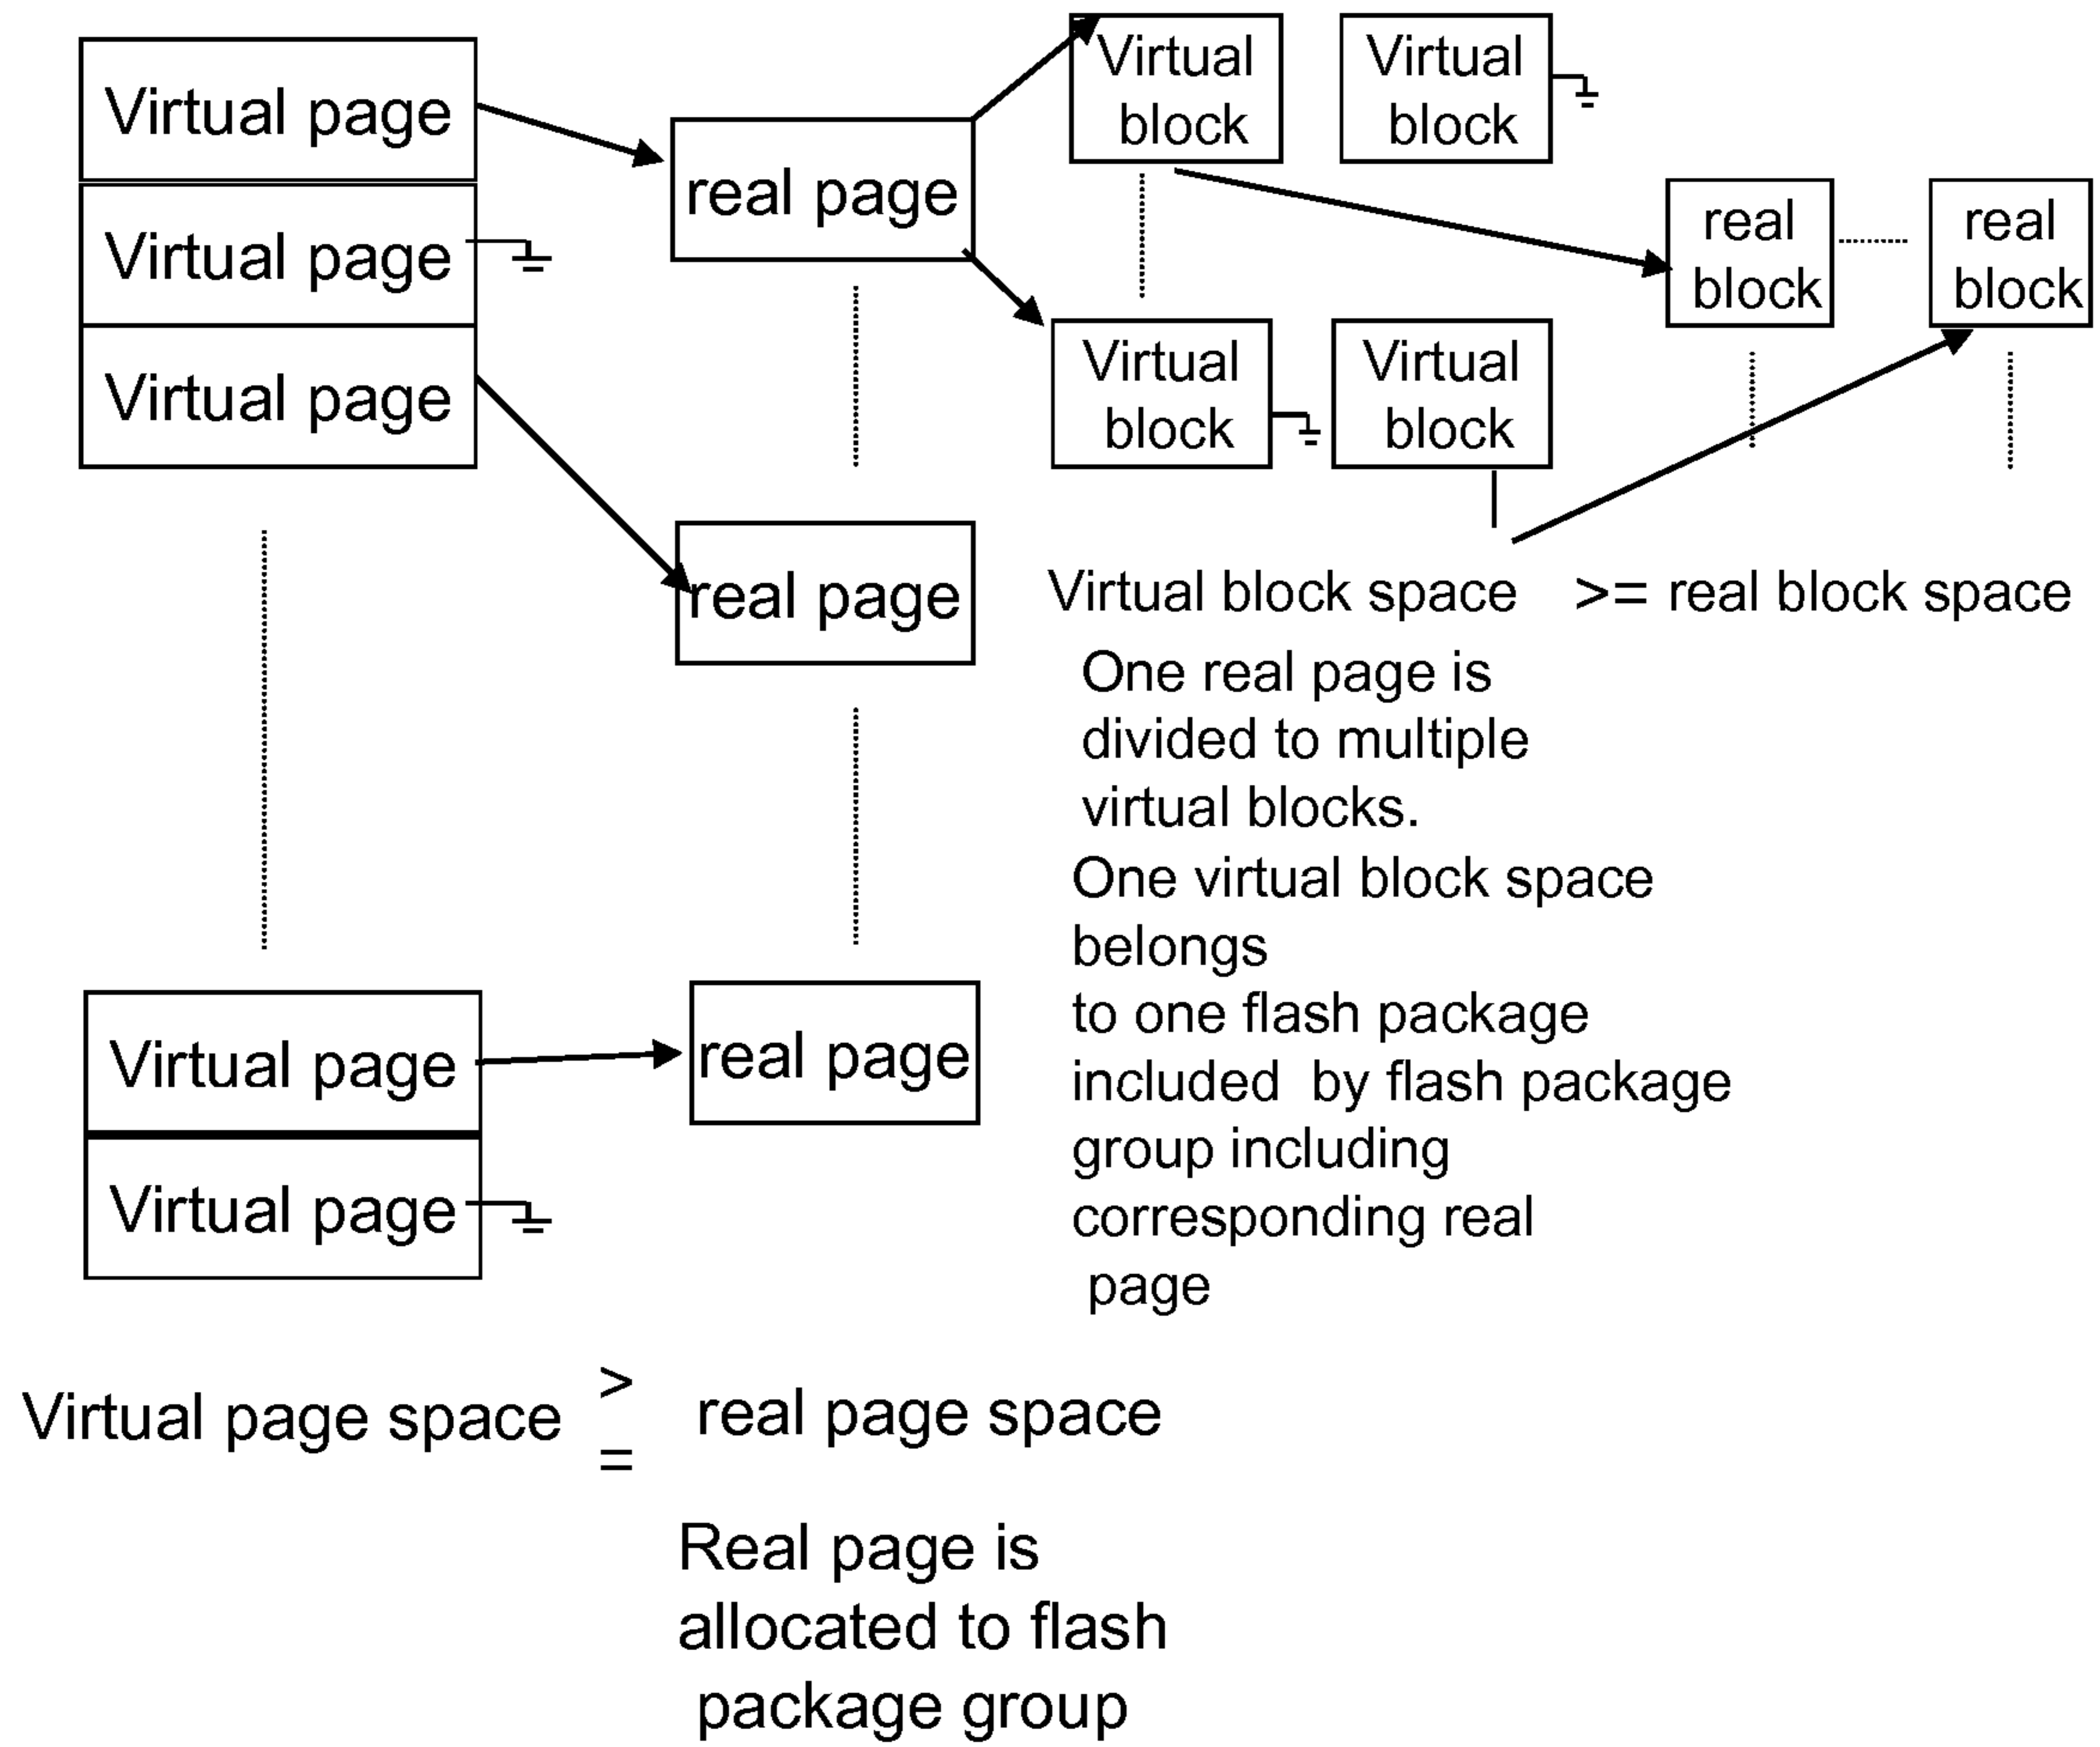 Virtual page
Virtual page
Virtual page
real page
real page
Virtual
block
Virtual
block
Virtual
block
Virtual
block
real
block
real
block
Virtual block space >= real block space
One real page is
divided to multiple
virtual blocks.
One virtual block space
belongs
to one flash package
included by flash package
group including
corresponding real
page
Virtual page
Virtual page
real page
Virtual page space > = real page space
Real page is
allocated to flash
package group